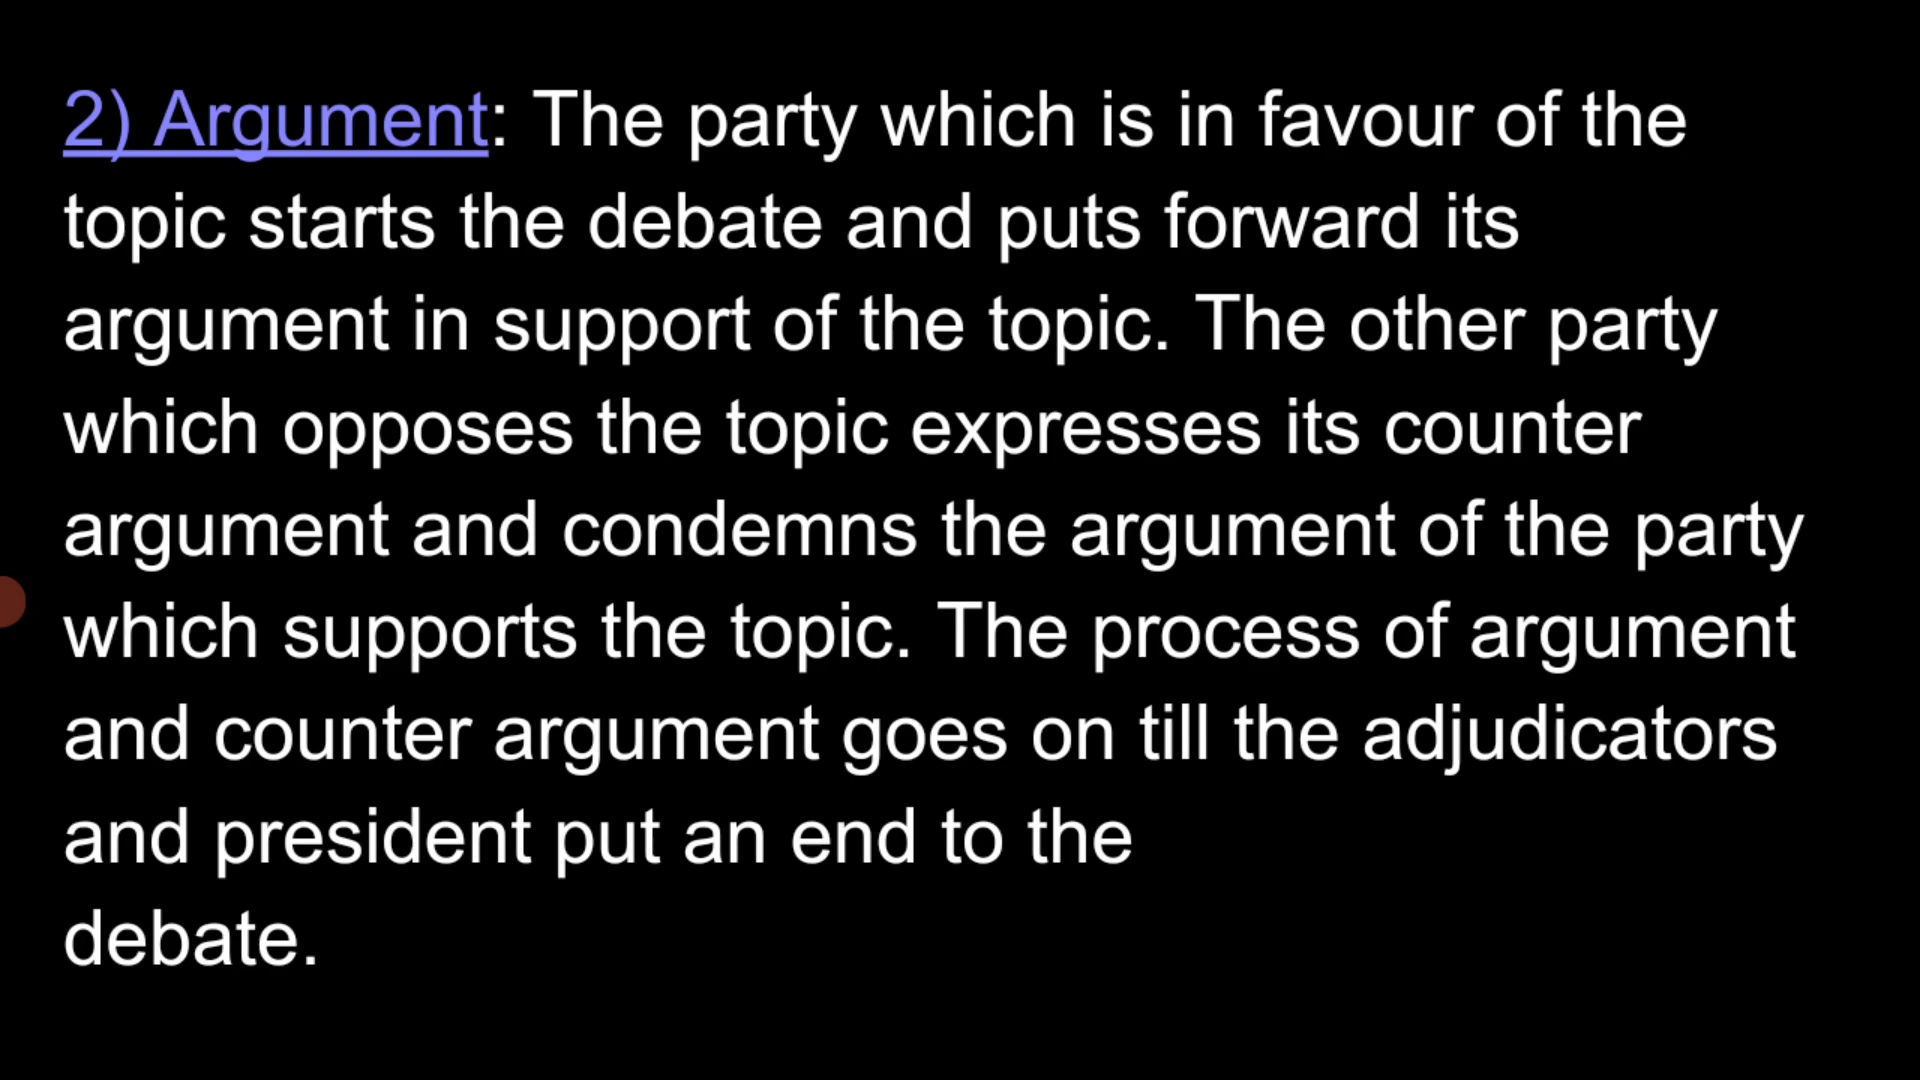 2) Argument: The party which is in favour of the
topic starts the debate and puts forward its
argument in support of the topic. The other party
which opposes the topic expresses its counter
argument and condemns the argument of the party
which supports the topic. The process of argument
and counter argument goes on till the adjudicators
and president put an end to the
debate.